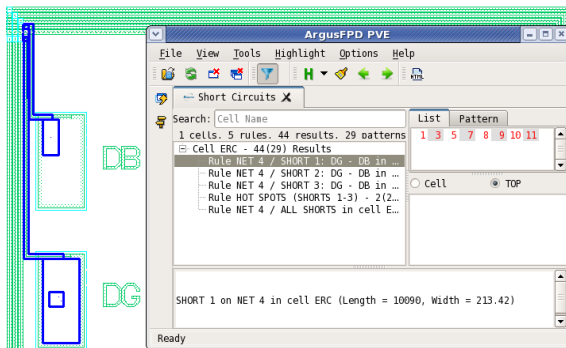 ArgusFPD PVE
File View Tools Highlight Options Help
H
Short Circuits
List Pattern
Search: Cell Name
1 3 5 7 8 9 10 11
1 cells. 5 rules. 44 results. 29 patterns
Cell ERC - 44(29) Results
Rule NET 4 / SHORT 1: DG - DB in ...
Rule NET 4 / SHORT 2: DG - DB in ...
Rule NET 4 / SHORT 3: DG - DB in ...
Rule HOT SPOTS (SHORTS 1-3) - 2(2...
Rule NET 4 / ALL SHORTS in cell E...
Cell TOP
SHORT 1 on NET 4 in cell ERC (Length = 10090, Width = 213.42)
Ready
DB
DG